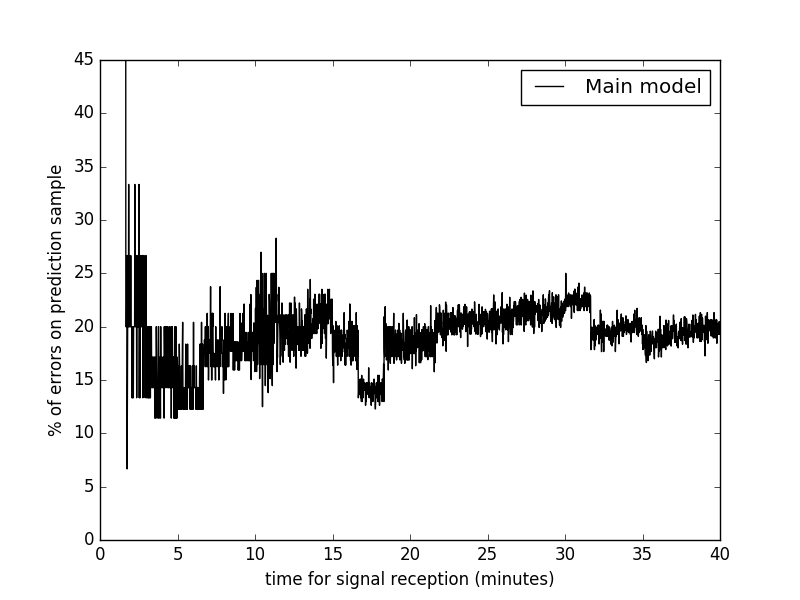 45
40
35
30
25
20
15
10
5
0
% of errors on prediction sample
Main model
0 5 10 15 20 25 30 35 40
time for signal reception (minutes)